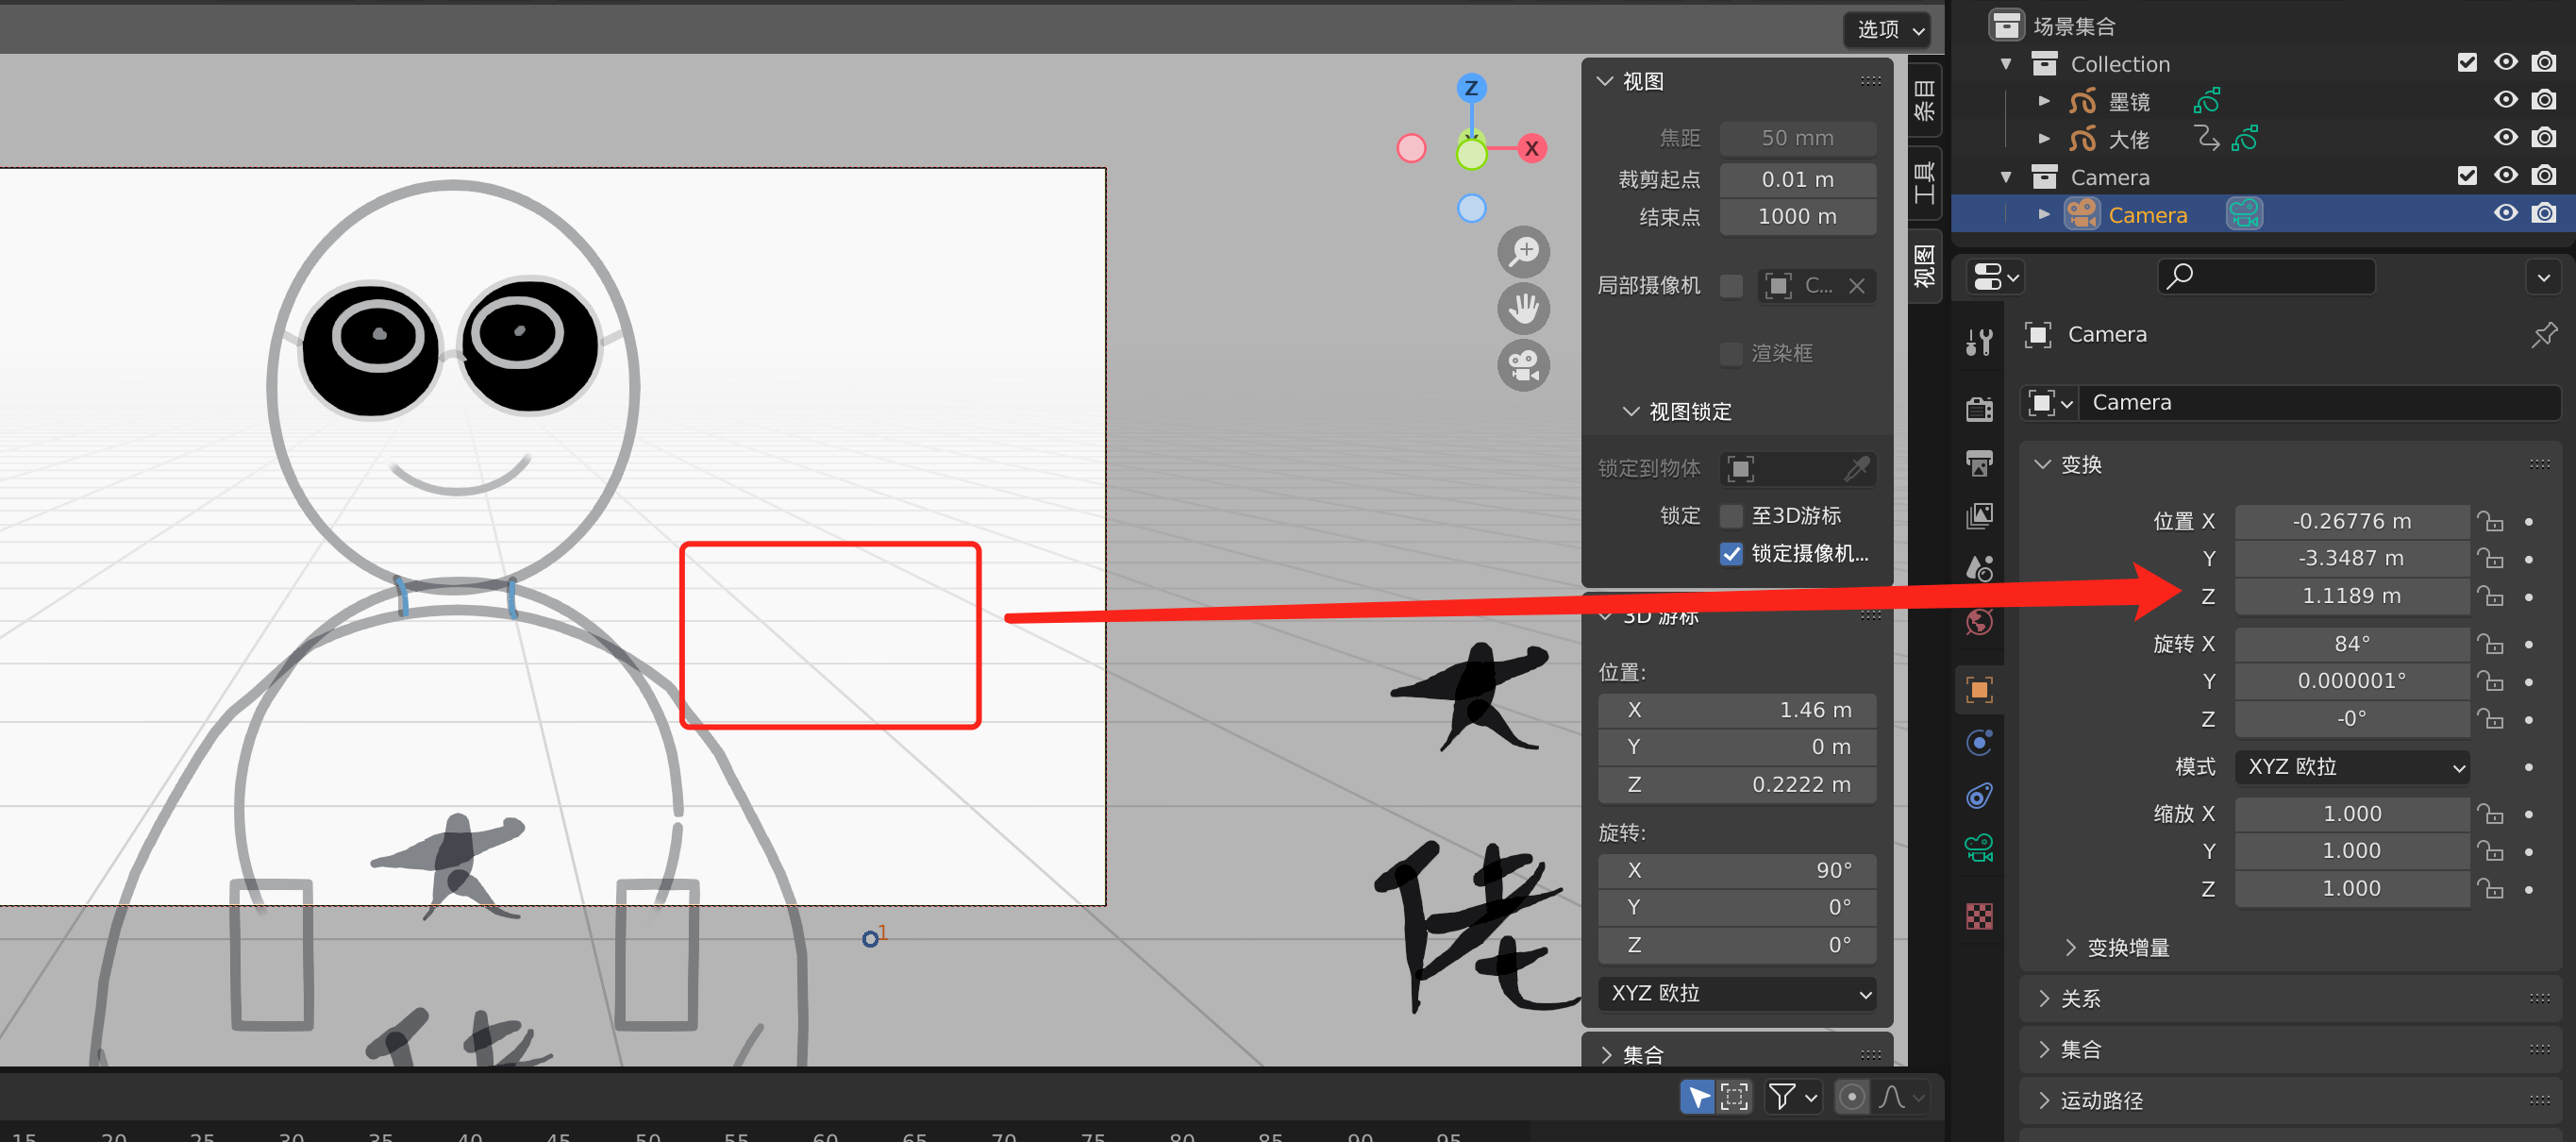 选项
Z
Y
X
1
大
佬
视图
焦距 50 mm
裁剪起点 0.01 m
结束点 1000 m
局部摄像机 C...
渲染框
视图锁定
锁定到物体
锁定 至3D游标
锁定摄像机...
3D 游标
位置:
X 1.46 m
Y 0 m
Z 0.2222 m
旋转:
X 90°
Y 0°
Z 0°
XYZ 欧拉
集合
条目
工具
视图
15 20 25 30 35 40 45 50 55 60 65 70 75 80 85 90 95
场景集合
Collection
墨镜
大佬
Camera
Camera
Camera
Camera
变换
位置 X -0.26776 m
Y -3.3487 m
Z 1.1189 m
旋转 X 84°
Y 0.000001°
Z -0°
模式 XYZ 欧拉
缩放 X 1.000
Y 1.000
Z 1.000
变换增量
关系
集合
运动路径